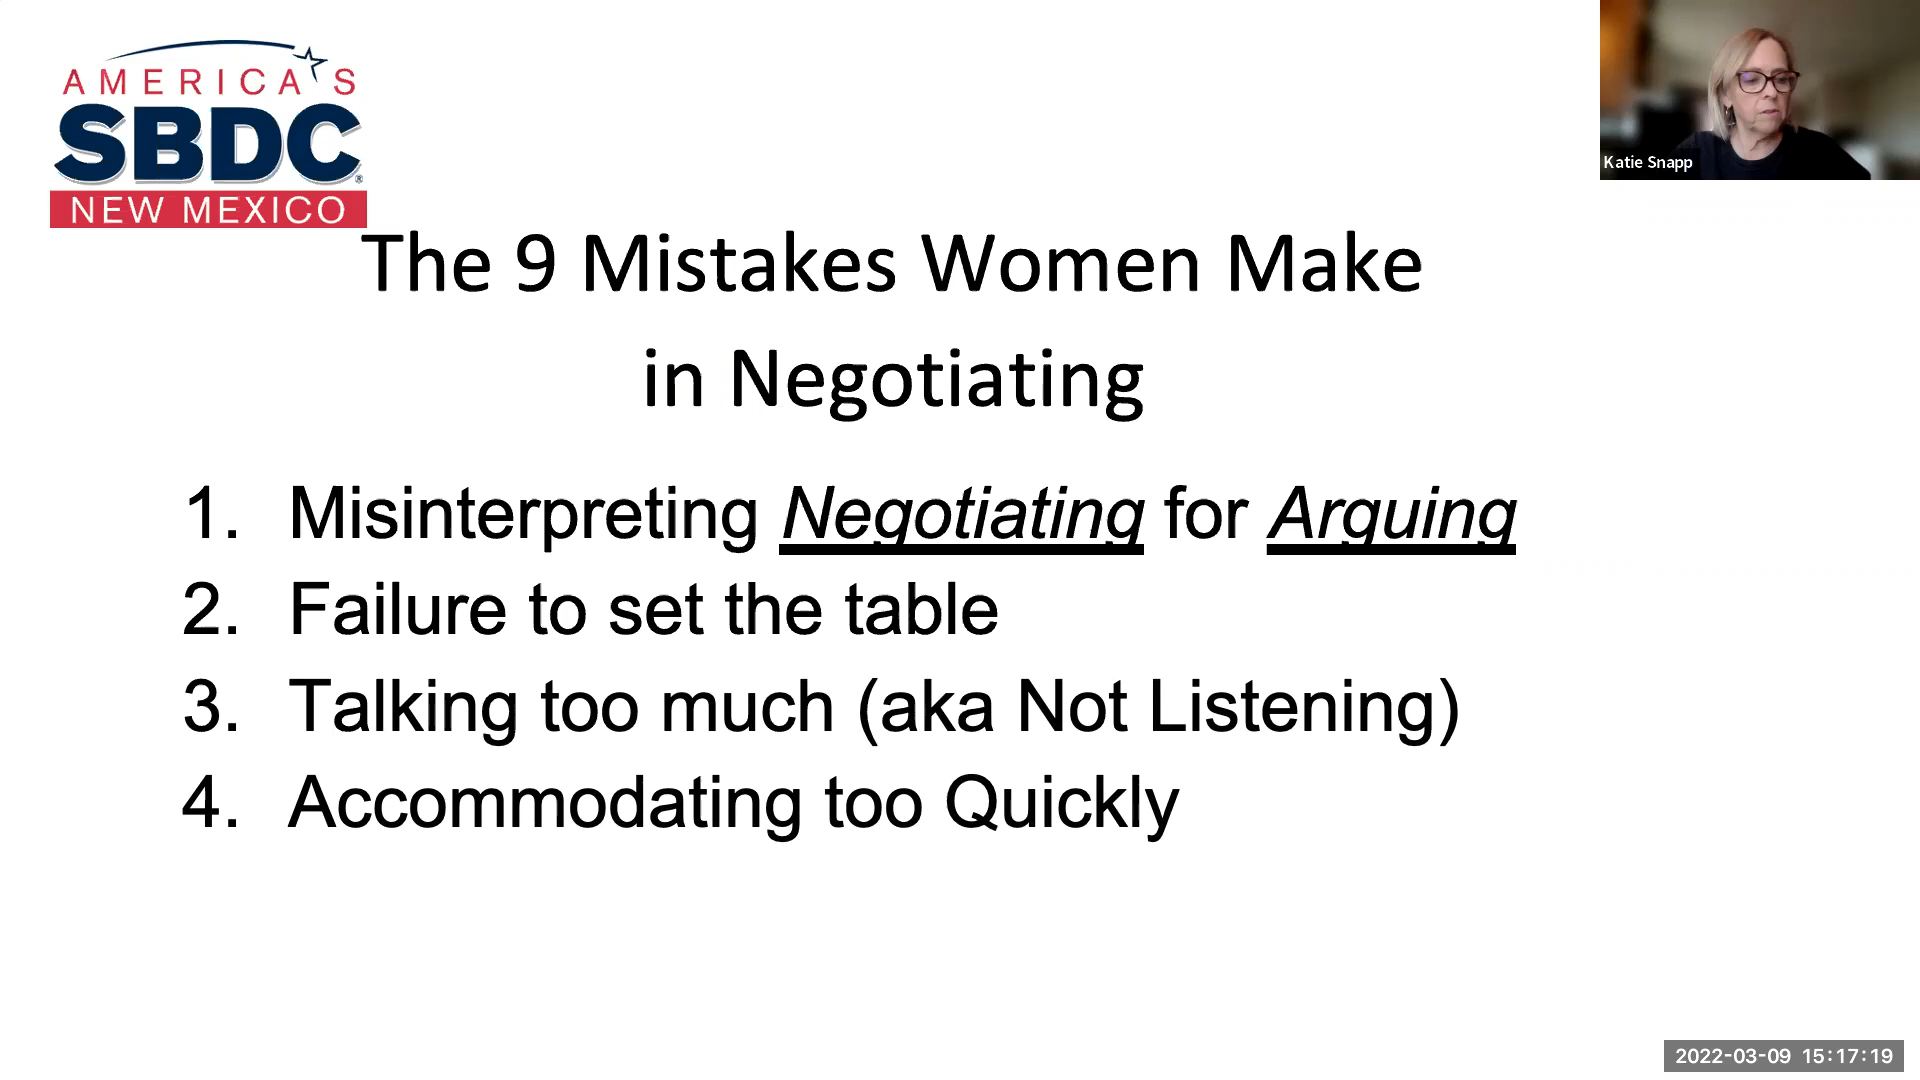 AMERICA'S
SBDC
®
NEW MEXICO
Katie Snapp
The 9 Mistakes Women Make
in Negotiating
1. Misinterpreting Negotiating for Arguing
2. Failure to set the table
3. Talking too much (aka Not Listening)
4. Accommodating too Quickly
2022-03-09 15:17:19